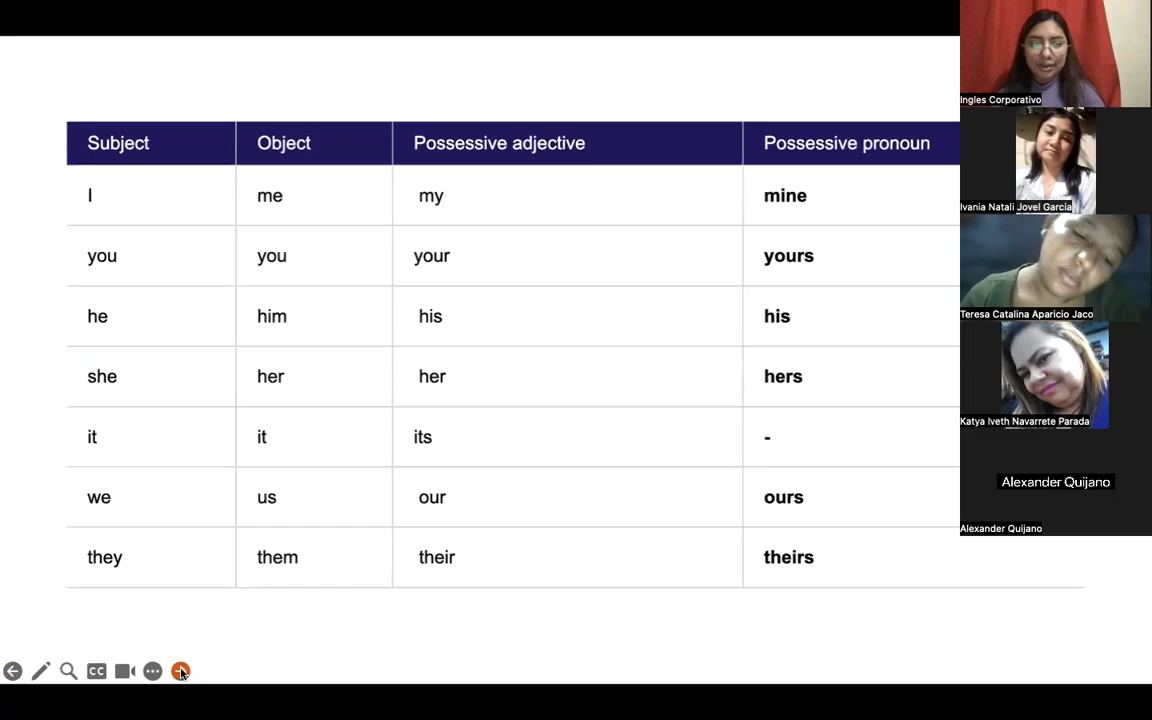 Subject Object Possessive adjective Possessive pronoun
I me my mine
you you your yours
he him his his
she her her hers
it it its -
we us our ours
they them their theirs
CC
Ingles Corporativo
Ivania Natali Jovel Garcia
Teresa Catalina Aparicio Jaco
Katya Iveth Navarrete Parada
Alexander Quijano
Alexander Quijano